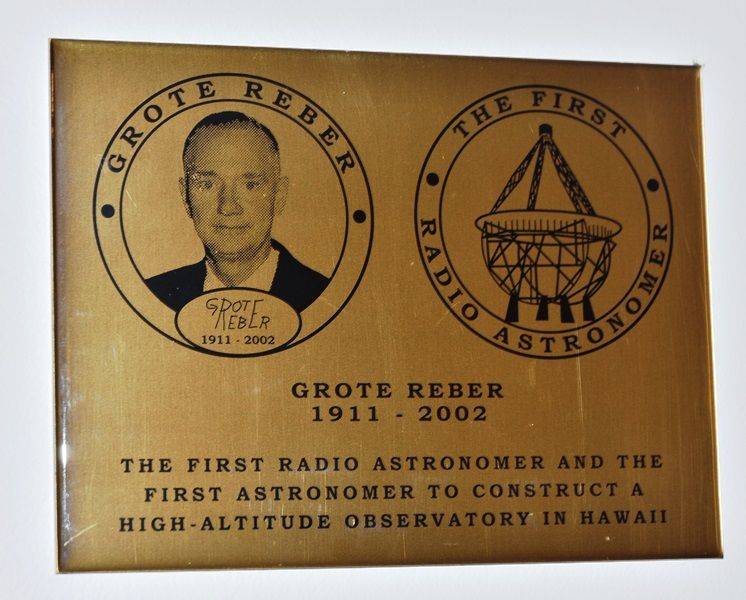 GROTE REBER
GROTE
REBER
1911 - 2002
THE FIRST
RADIO ASTRONOMER
GROTE REBER
1911 - 2002
THE FIRST RADIO ASTRONOMER AND THE
FIRST ASTRONOMER TO CONSTRUCT A
HIGH-ALTITUDE OBSERVATORY IN HAWAII